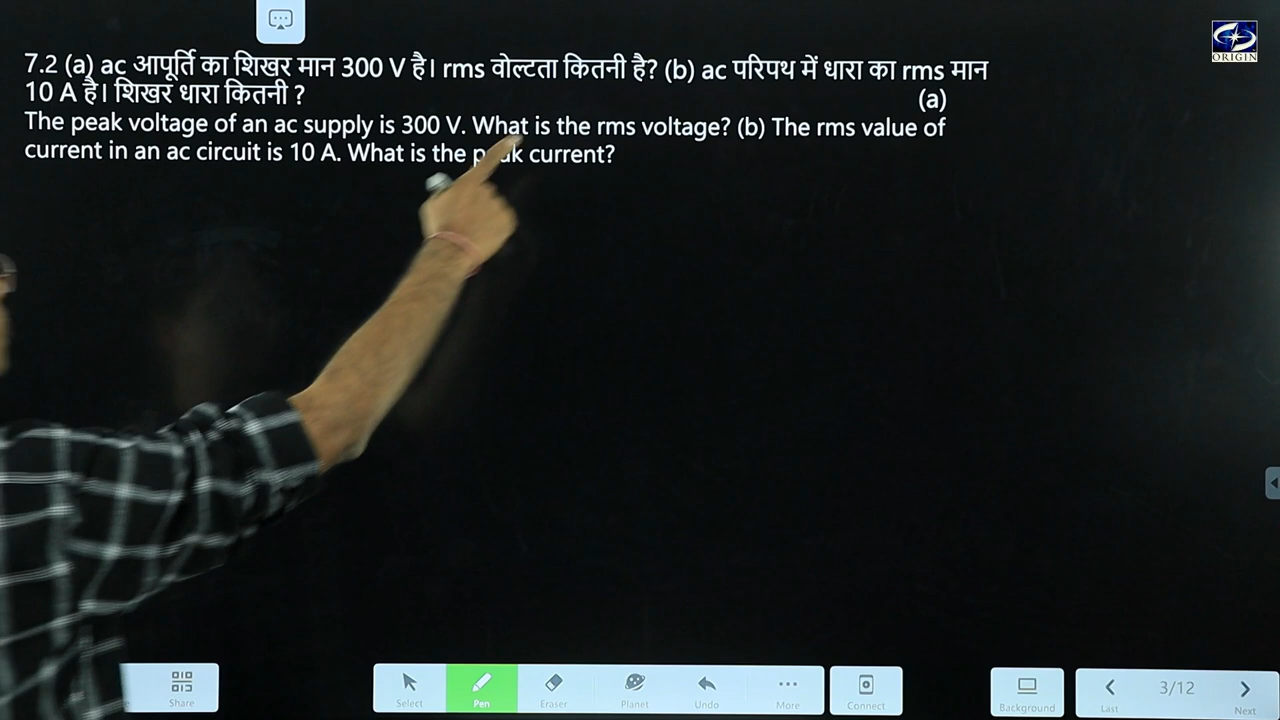 7.2 (a) ac आपूर्ति का शिखर मान 300 V है। rms वोल्टता कितनी है? (b) ac परिपथ में धारा का rms मान
10 A है। शिखर धारा कितनी ?
(a)
The peak voltage of an ac supply is 300 V. What is the rms voltage? (b) The rms value of
current in an ac circuit is 10 A. What is the current?
ORIGIN
Share
Select
Pen
Eraser
Planet
Undo
More
Connect
Background
Last
3/12
Next